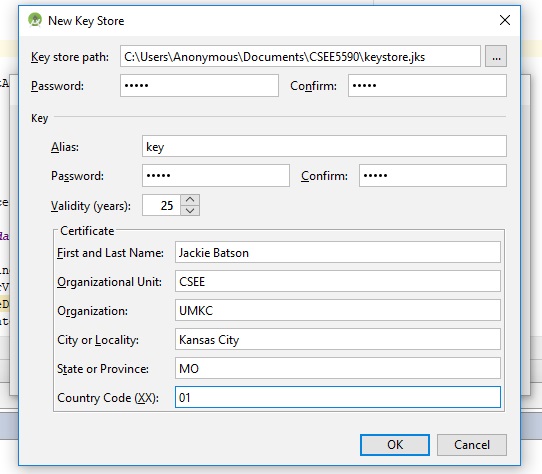 New Key Store
Key store path: C:\Users\Anonymous\Documents\CSEE5590\keystore.jks ...
Password: ••••• Confirm: •••••
Key
Alias: key
Password: ••••• Confirm: •••••
Validity (years): 25
Certificate
First and Last Name: Jackie Batson
Organizational Unit: CSEE
Organization: UMKC
City or Locality: Kansas City
State or Province: MO
Country Code (XX): 01
OK Cancel